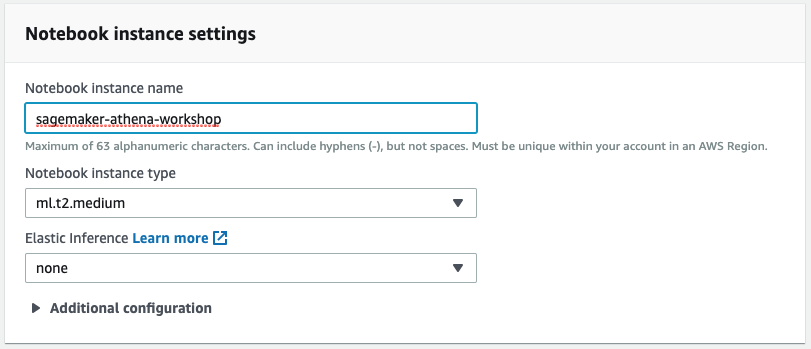 Notebook instance settings
Notebook instance name
sagemaker-athena-workshop
Maximum of 63 alphanumeric characters. Can include hyphens (-), but not spaces. Must be unique within your account in an AWS Region.
Notebook instance type
ml.t2.medium
Elastic Inference Learn more
none
Additional configuration